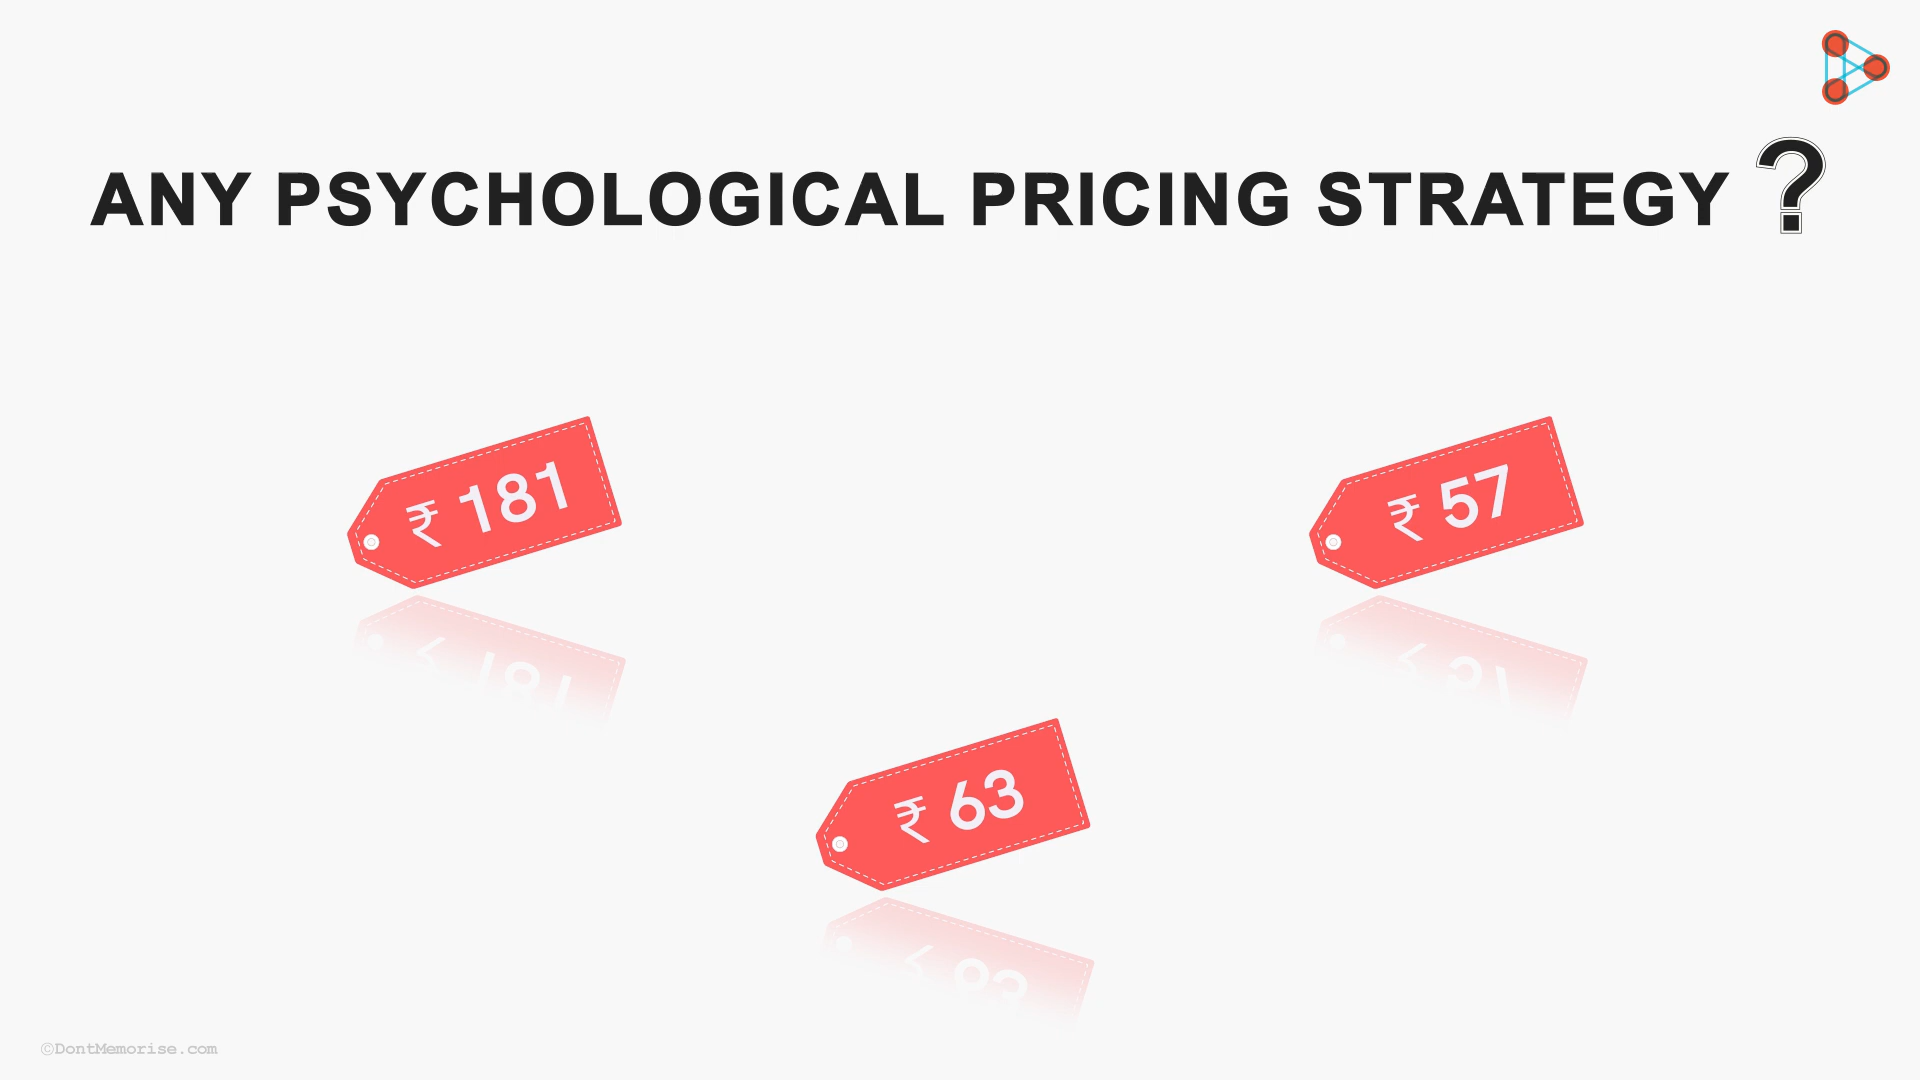 ANY PSYCHOLOGICAL PRICING STRATEGY ?
₹ 181
₹ 57
₹ 63
©DontMemorise.com